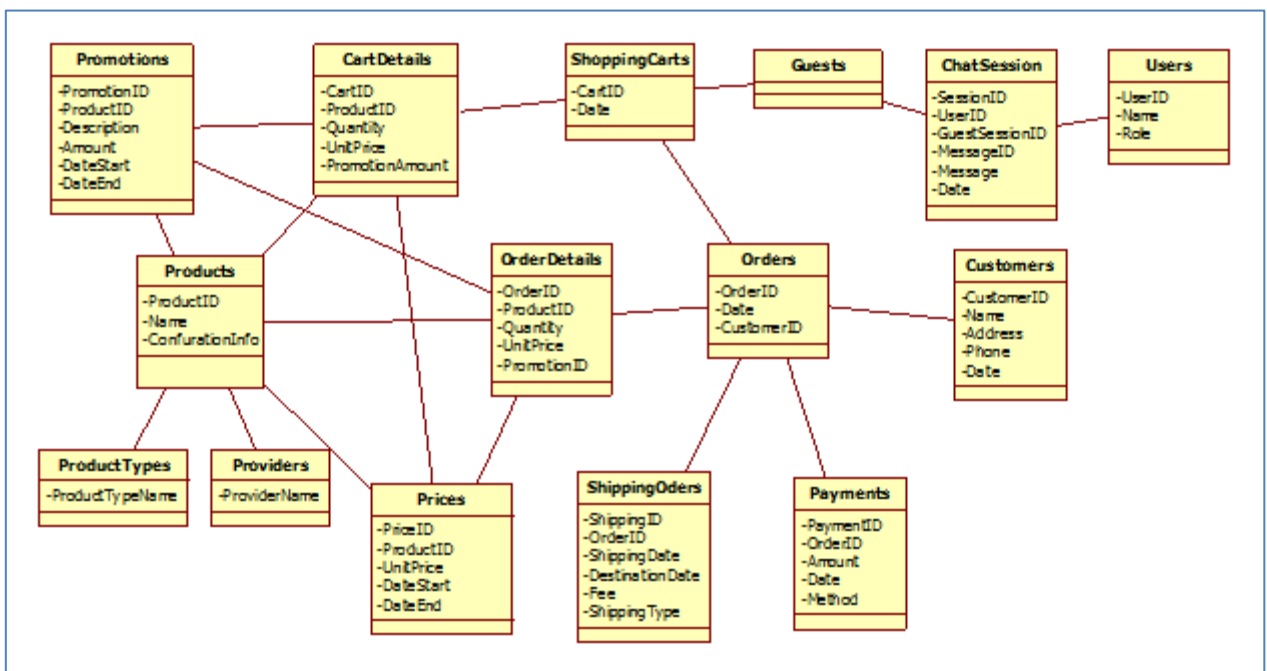 Promotions
-PromotionID
-ProductID
-Description
-Amount
-DateStart
-DateEnd
CartDetails
-CartID
-ProductID
-Quantity
-UnitPrice
-PromotionAmount
ShoppingCarts
-CartID
-Date
Guests
ChatSession
-SessionID
-UserID
-GuestSessionID
-MessageID
-Message
-Date
Users
-UserID
-Name
-Role
Products
-ProductID
-Name
-ConfurationInfo
OrderDetails
-OrderID
-ProductID
-Quantity
-UnitPrice
-PromotionID
Orders
-OrderID
-Date
-CustomerID
Customers
-CustomerID
-Name
-Address
-Phone
-Date
ProductTypes
-ProductTypeName
Providers
-ProviderName
Prices
-PriceID
-ProductID
-UnitPrice
-DateStart
-DateEnd
ShippingOders
-ShippingID
-OrderID
-ShippingDate
-DestinationDate
-Fee
-ShippingType
Payments
-PaymentID
-OrderID
-Amount
-Date
-Method